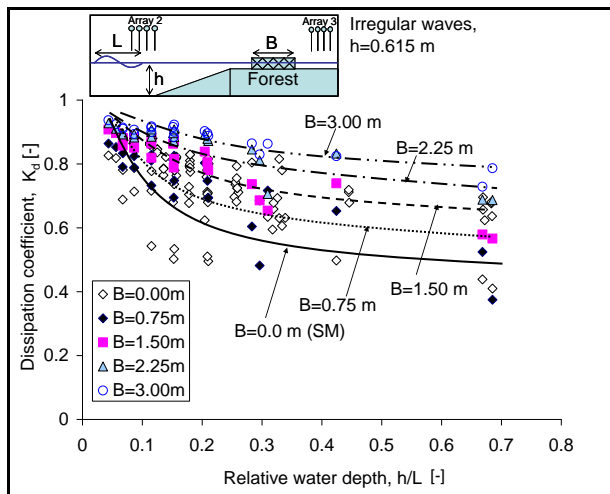 Array 2
Array 3
L
B
h
Forest
Irregular waves,
h=0.615 m
Dissipation coefficient, Kd [-]
1
0.8
0.6
0.4
0.2
0
B=3.00 m
B=2.25 m
B=1.50 m
B=0.75 m
B=0.0 m (SM)
B=0.00m
B=0.75m
B=1.50m
B=2.25m
B=3.00m
0
0.1
0.2
0.3
0.4
0.5
0.6
0.7
0.8
Relative water depth, h/L [-]